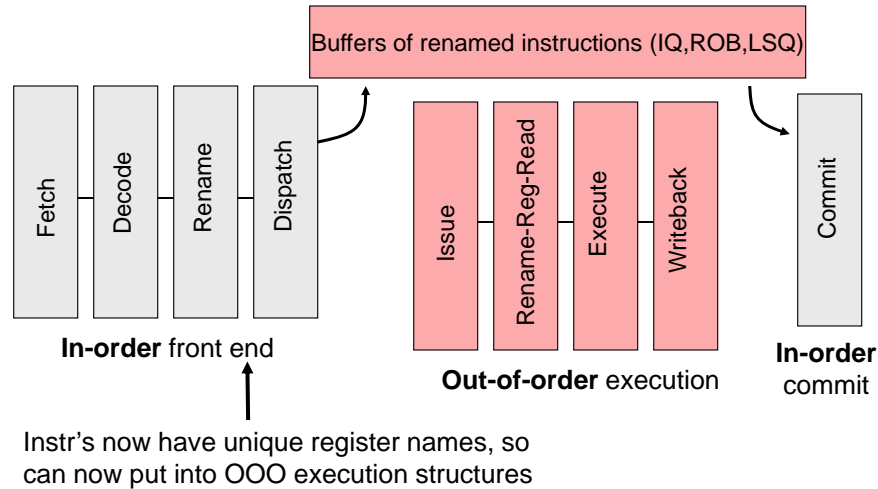 Buffers of renamed instructions (IQ,ROB,LSQ)
Fetch
Decode
Rename
Dispatch
Issue
Rename-Reg-Read
Execute
Writeback
Commit
In-order front end
Out-of-order execution
In-order
commit
Instr's now have unique register names, so
can now put into OOO execution structures